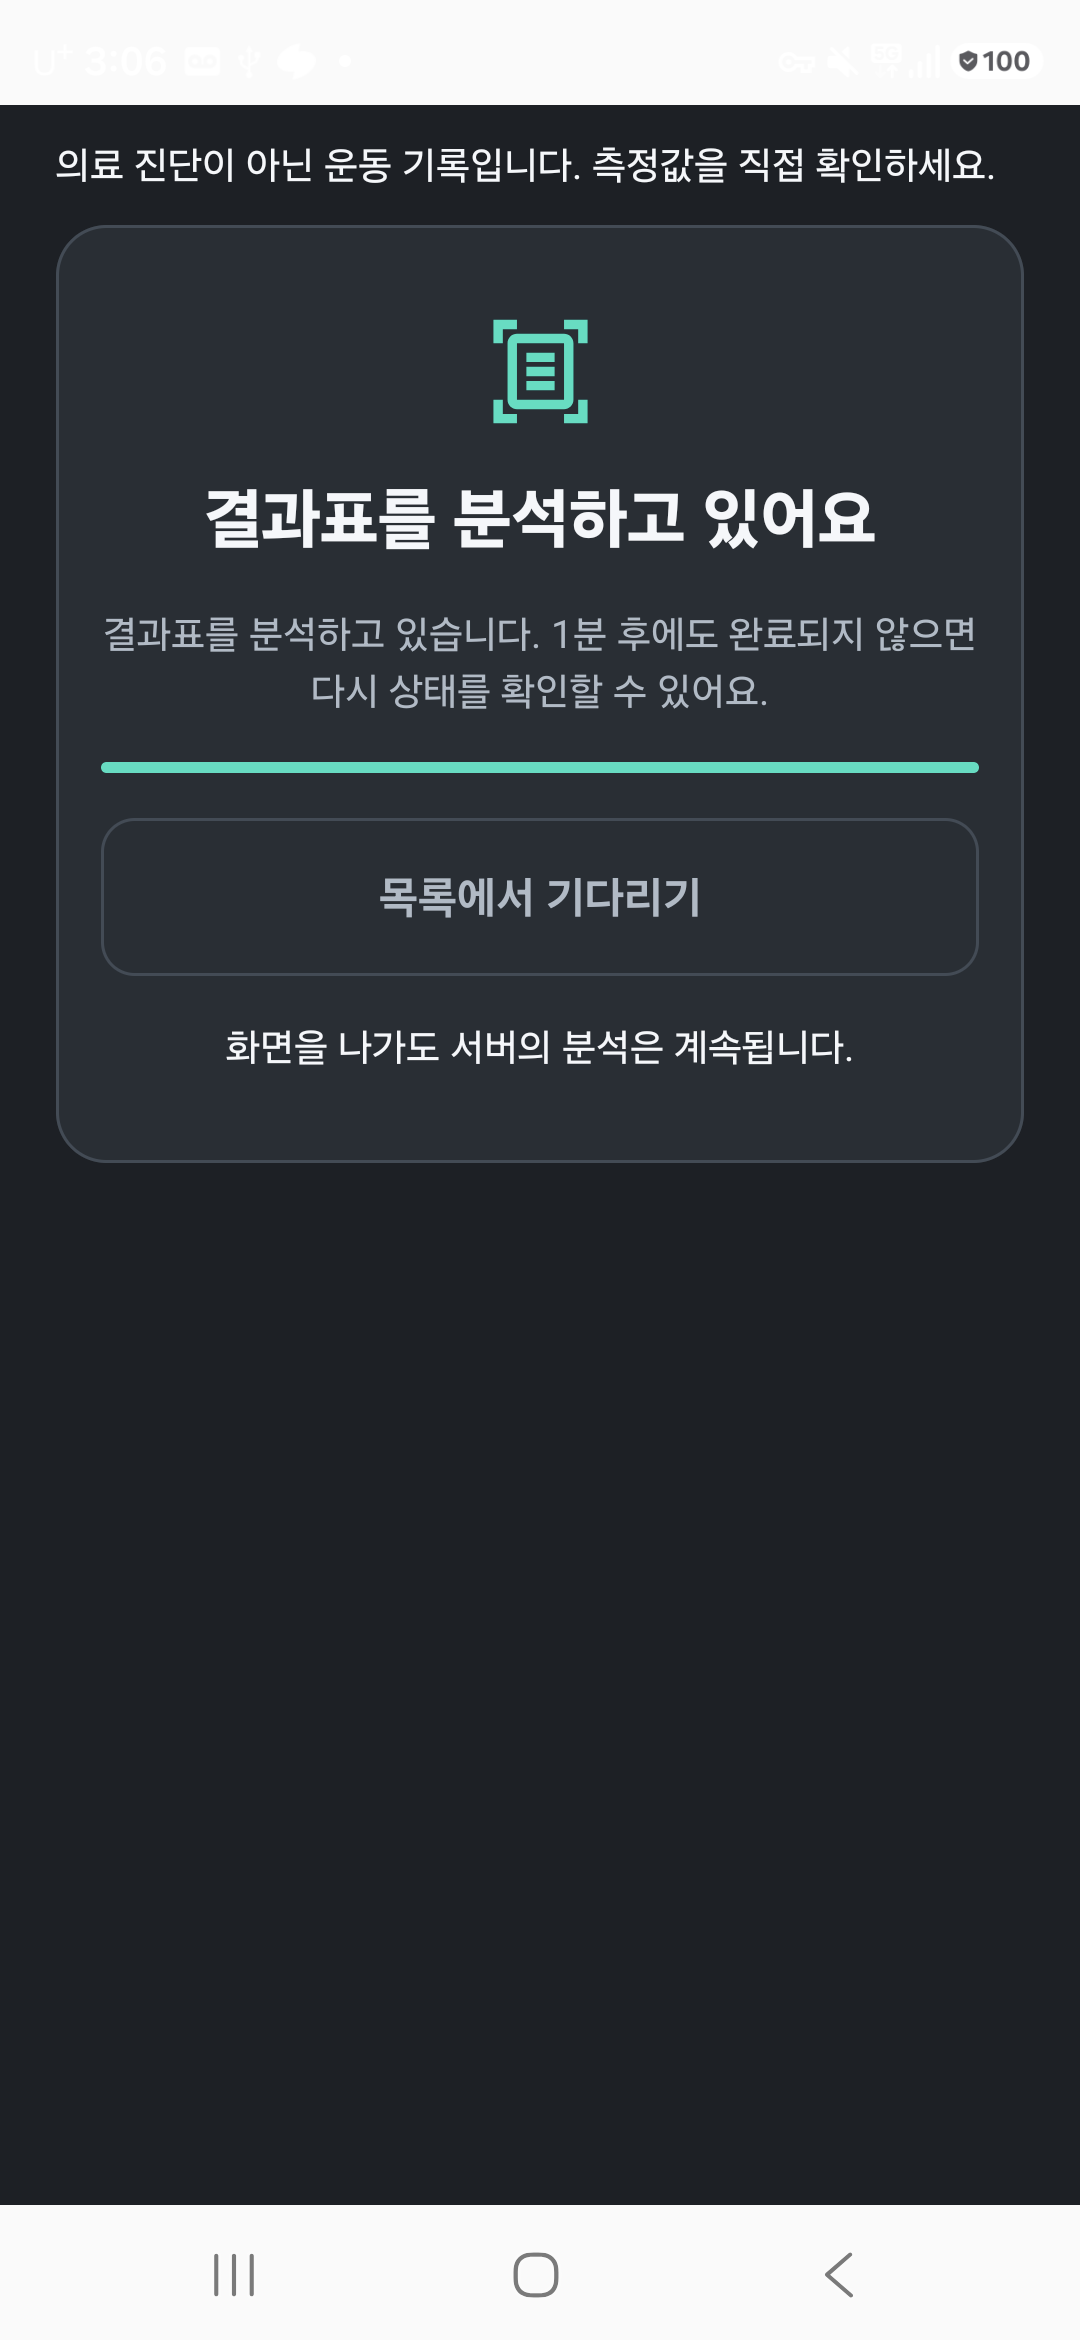 U+ 3:06
100
의료 진단이 아닌 운동 기록입니다. 측정값을 직접 확인하세요.
결과표를 분석하고 있어요
결과표를 분석하고 있습니다. 1분 후에도 완료되지 않으면
다시 상태를 확인할 수 있어요.
목록에서 기다리기
화면을 나가도 서버의 분석은 계속됩니다.